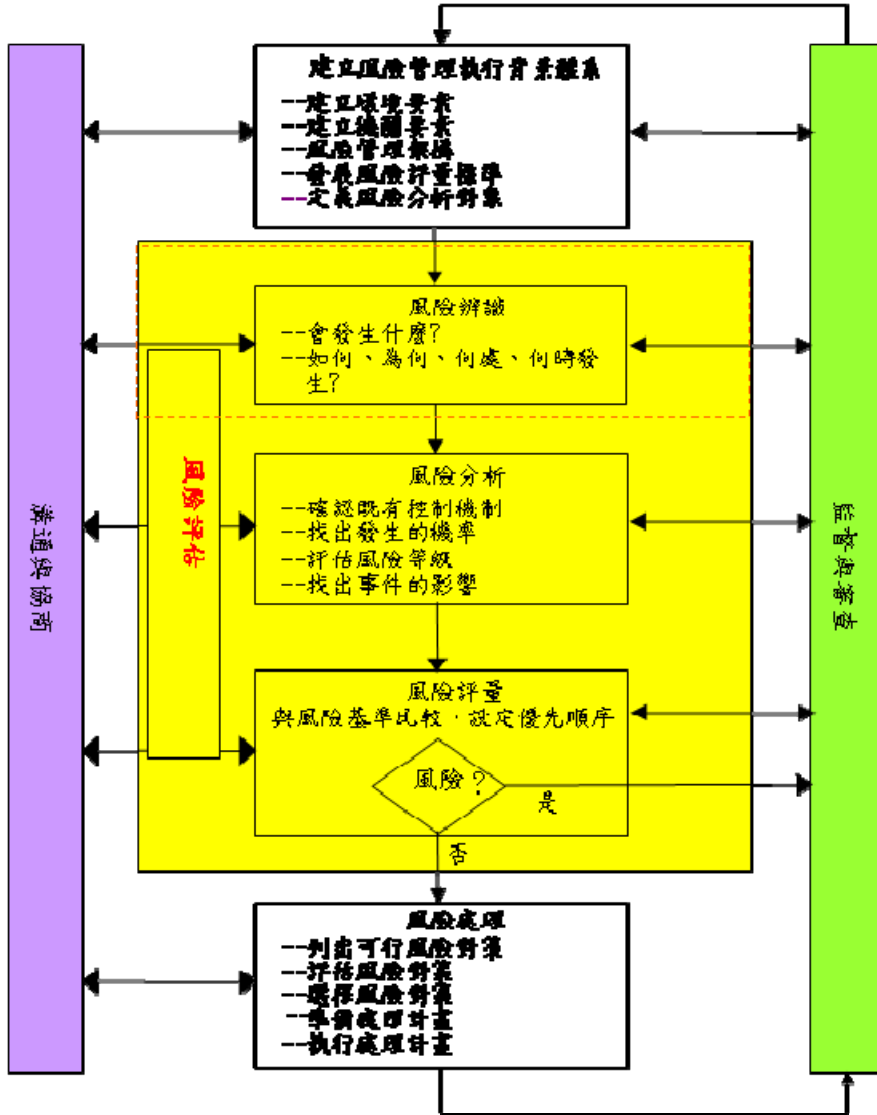 建立風險管理執行背景體系
--建立環境要素
--建立機關要素
--風險管理架構
--發展風險評量標準
--定義風險分析對象
風險辨識
--會發生什麼?
--如何、為何、何處、何時發
生?
風險評估
風險分析
--確認既有控制機制
--找出發生的機率
--評估風險等級
--找出事件的影響
溝通與協商
監督與審查
風險評量
與風險基準比較，設定優先順序
風險？
是
否
風險處理
--列出可行風險對策
--評估風險對策
--選擇風險對策
--準備處理計畫
--執行處理計畫